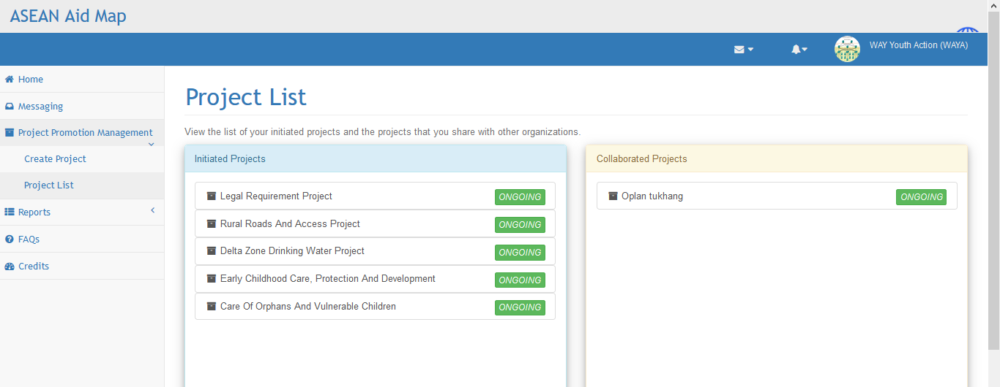 ASEAN Aid Map
WAY Youth Action (WAYA)
Home
Messaging
Project Promotion Management
Create Project
Project List
Reports
FAQs
Credits
Project List
View the list of your initiated projects and the projects that you share with other organizations.
Initiated Projects
Legal Requirement Project ONGOING
Rural Roads And Access Project ONGOING
Delta Zone Drinking Water Project ONGOING
Early Childhood Care, Protection And Development ONGOING
Care Of Orphans And Vulnerable Children ONGOING
Collaborated Projects
Oplan tukhang ONGOING